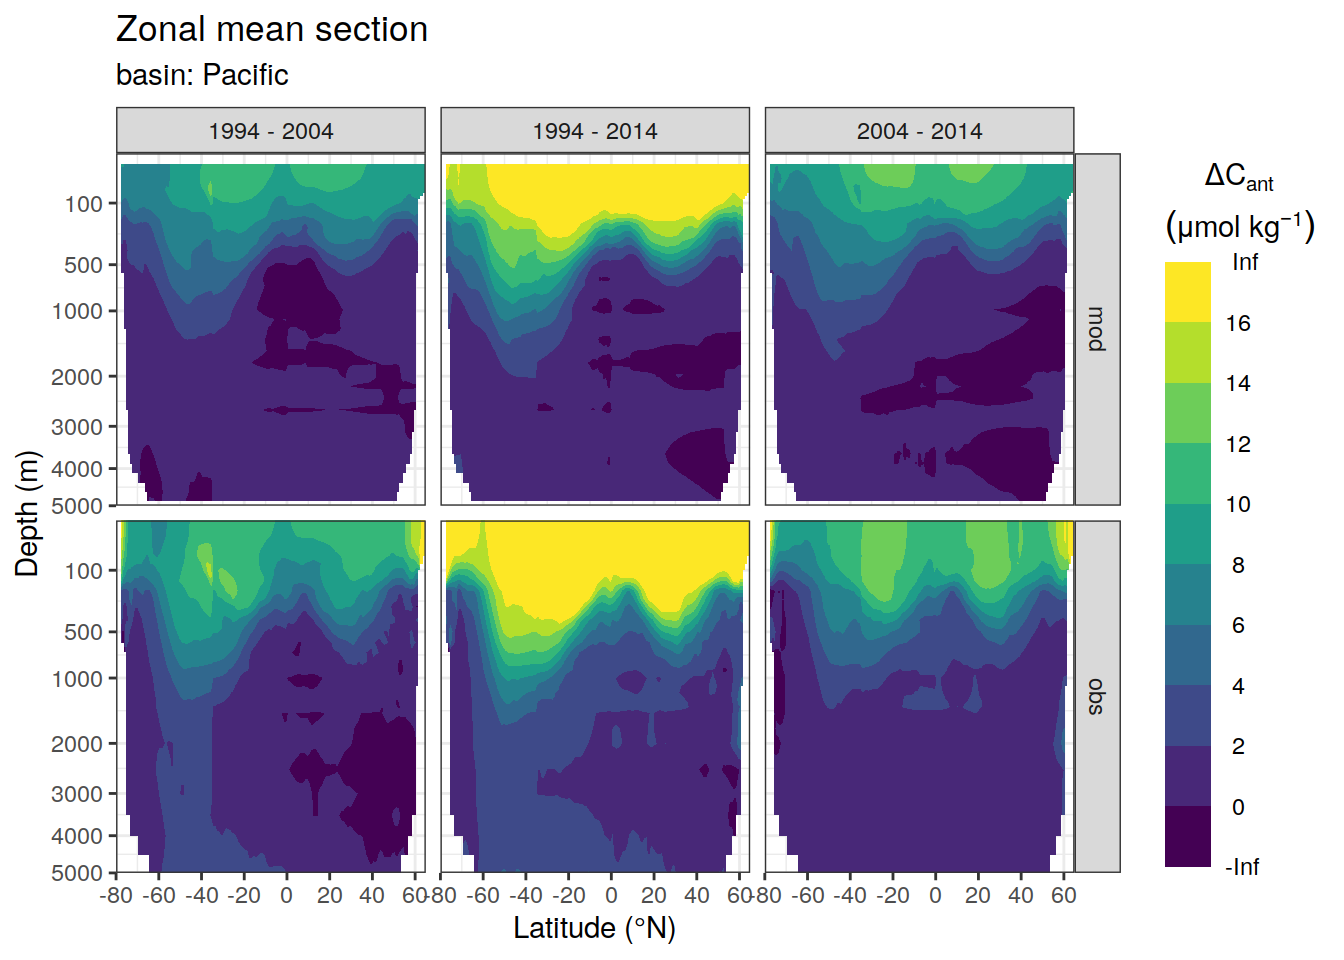 Zonal mean section
basin: Pacific
1994 - 2004
1994 - 2014
2004 - 2014
mod
obs
Depth (m)
100
500
1000
2000
3000
4000
5000
100
500
1000
2000
3000
4000
5000
-80 -60 -40 -20 0 20 40 60
-80 -60 -40 -20 0 20 40 60
-80 -60 -40 -20 0 20 40 60
Latitude (°N)
ΔCant
(μmol kg⁻¹)
Inf
16
14
12
10
8
6
4
2
0
-Inf